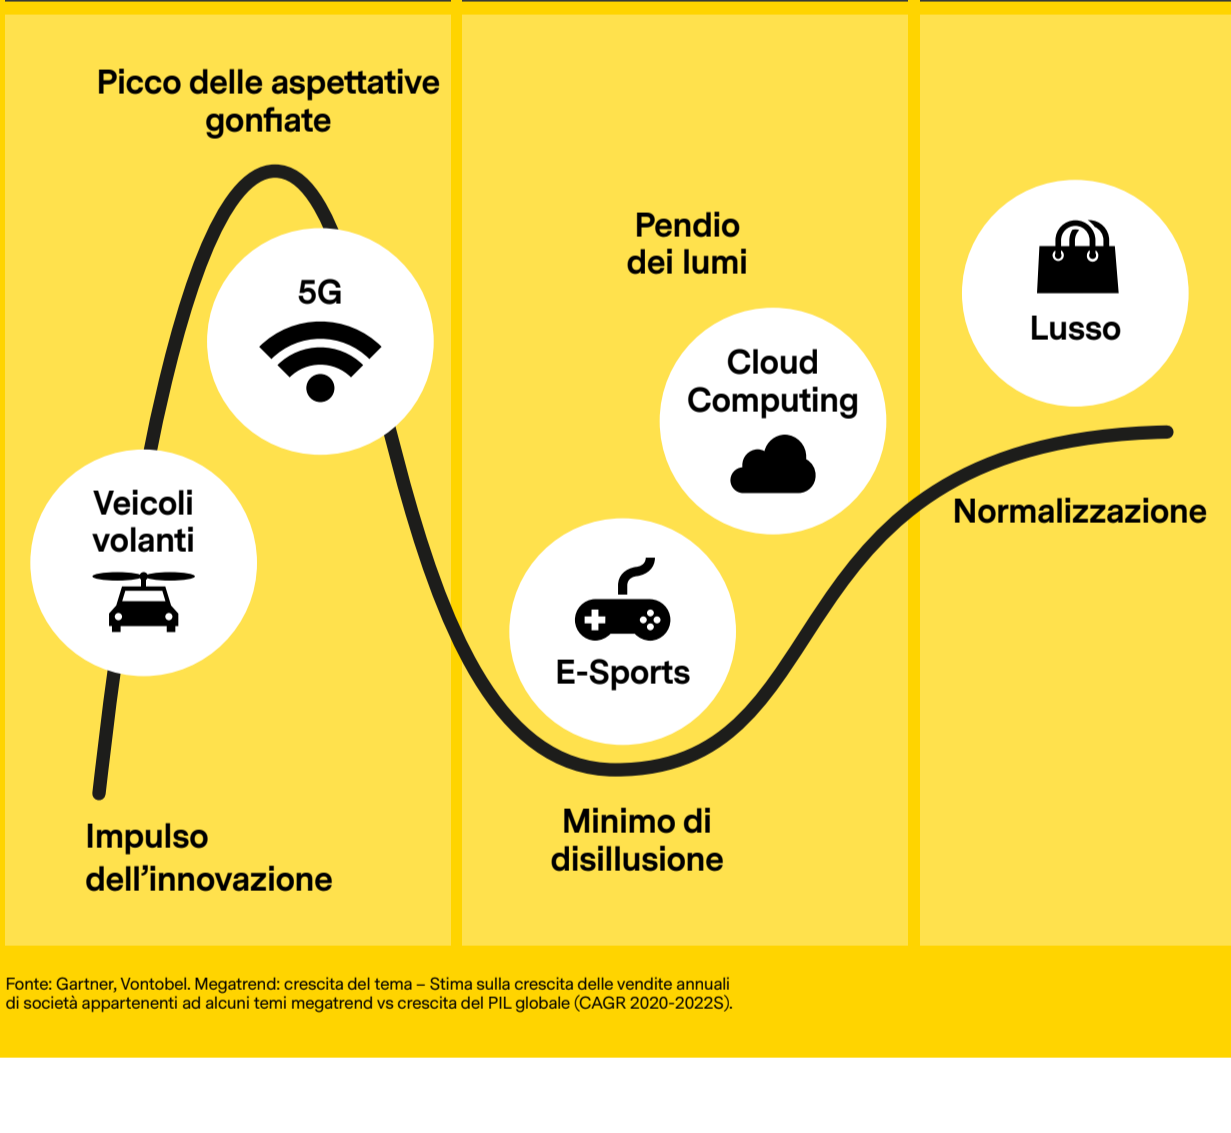 Picco delle aspettative
gonfiate
5G
Veicoli
volanti
Impulso
dell’innovazione
Pendio
dei lumi
Cloud
Computing
E-Sports
Minimo di
disillusione
Lusso
Normalizzazione
Fonte: Gartner, Vontobel. Megatrend: crescita del tema – Stima sulla crescita delle vendite annuali
di società appartenenti ad alcuni temi megatrend vs crescita del PIL globale (CAGR 2020-2022S).